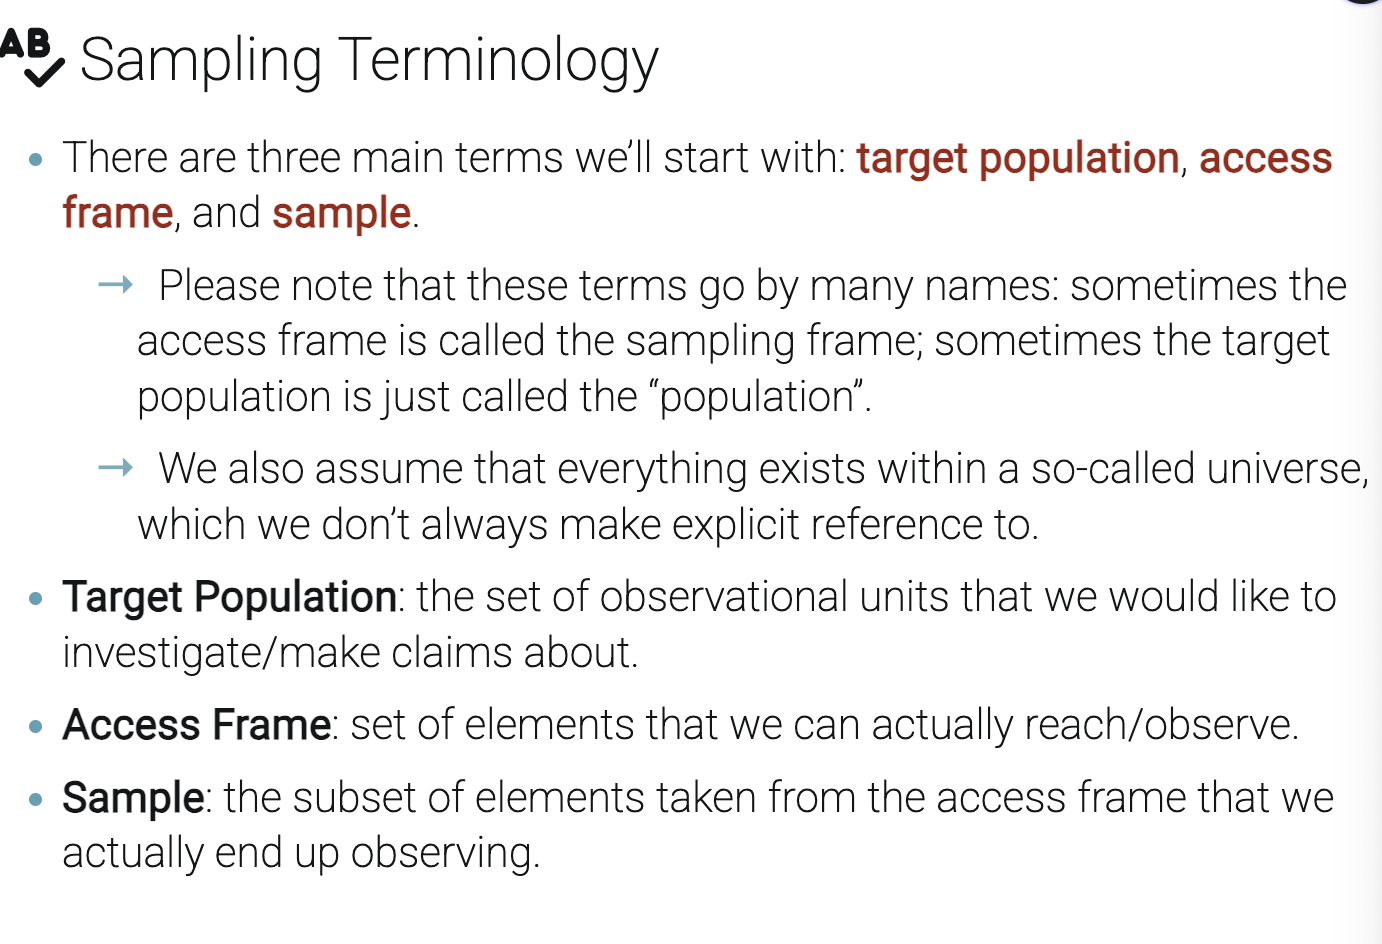 AB
Sampling Terminology
There are three main terms we’ll start with: target population, access
frame, and sample.
Please note that these terms go by many names: sometimes the
access frame is called the sampling frame; sometimes the target
population is just called the “population”.
We also assume that everything exists within a so-called universe,
which we don’t always make explicit reference to.
Target Population: the set of observational units that we would like to
investigate/make claims about.
Access Frame: set of elements that we can actually reach/observe.
Sample: the subset of elements taken from the access frame that we
actually end up observing.